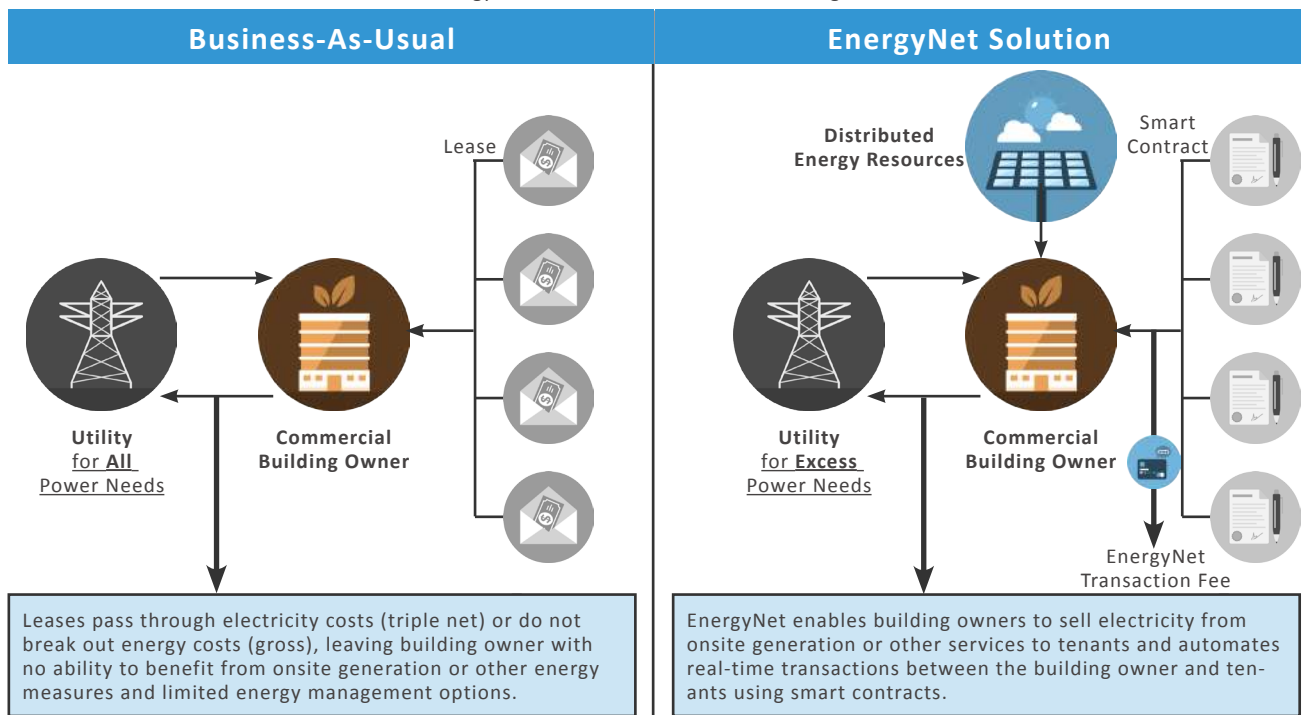 Business-As-Usual
Lease
Utility
for All
Power Needs
Commercial
Building Owner
Leases pass through electricity costs (triple net) or do not
break out energy costs (gross), leaving building owner with
no ability to benefit from onsite generation or other energy
measures and limited energy management options.
EnergyNet Solution
Distributed
Energy Resources
Smart
Contract
Utility
for Excess
Power Needs
Commercial
Building Owner
EnergyNet
Transaction Fee
EnergyNet enables building owners to sell electricity from
onsite generation or other services to tenants and automates
real-time transactions between the building owner and ten-
ants using smart contracts.